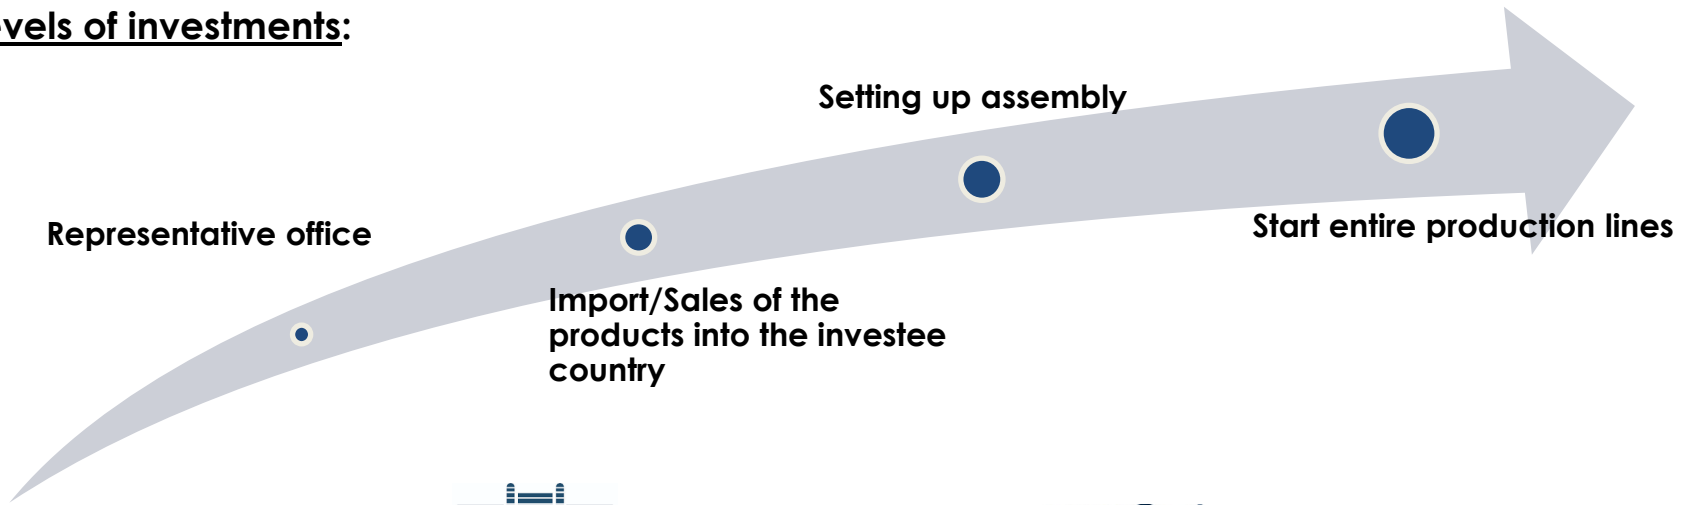 evels of investments:
Setting up assembly
Representative office
Start entire production lines
Import/Sales of the
products into the investee
country